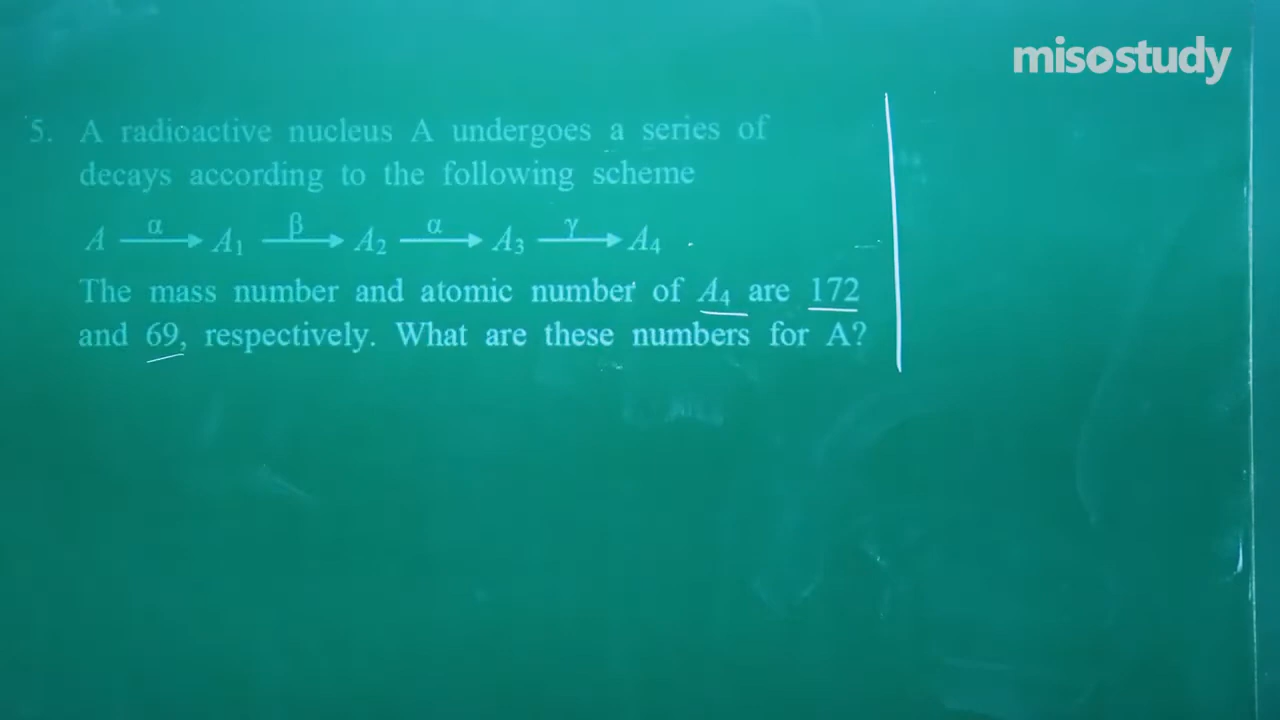 misostudy
5. A radioactive nucleus A undergoes a series of
decays according to the following scheme
A α→ A₁ β→ A₂ α→ A₃ γ→ A₄
The mass number and atomic number of A₄ are 172
and 69, respectively. What are these numbers for A?